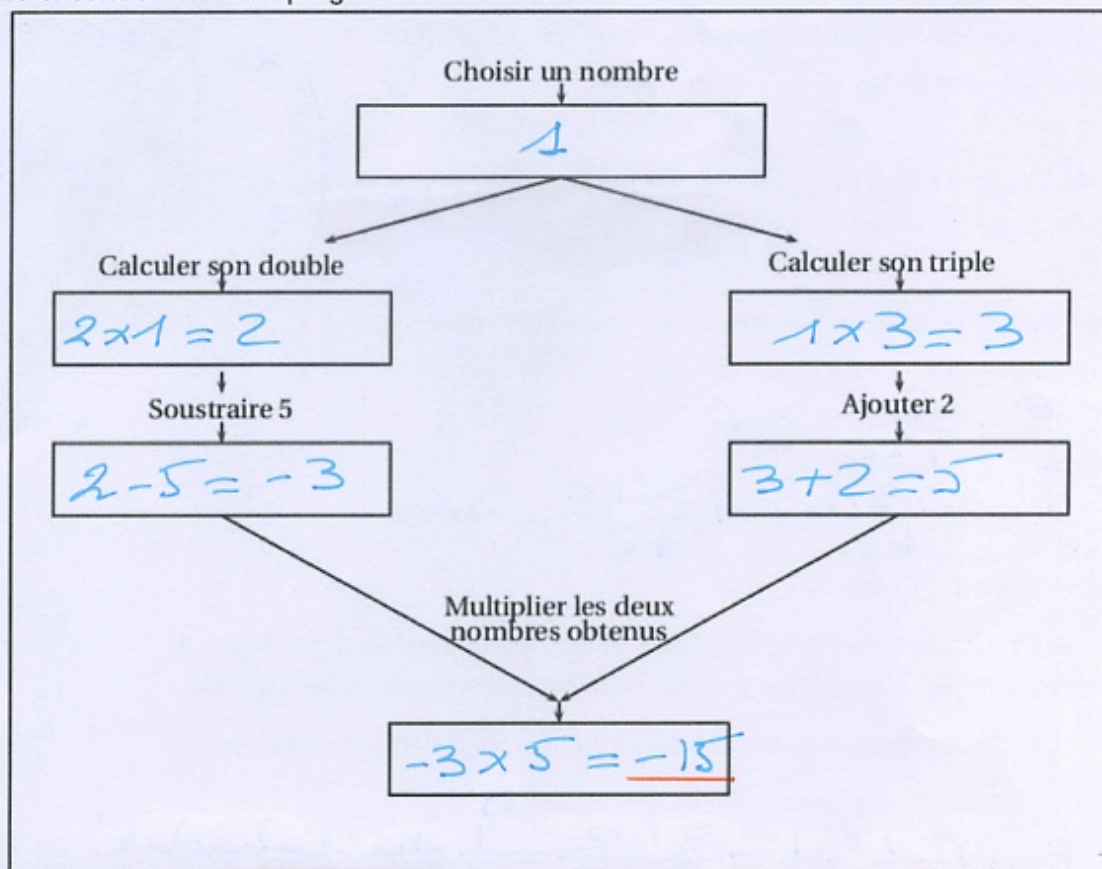 Choisir un nombre
1
Calculer son double
Calculer son triple
2×1=2
1×3=3
Soustraire 5
Ajouter 2
2-5=-3
3+2=5
Multiplier les deux
nombres obtenus
-3×5=-15